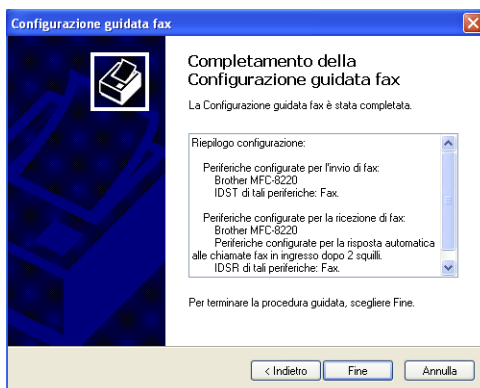 Configurazione guidata fax
Completamento della
Configurazione guidata fax
La Configurazione guidata fax è stata completata.
Riepilogo configurazione:
Periferiche configurate per l'invio di fax:
Brother MFC-8220
IDST di tali periferiche: Fax.
Periferiche configurate per la ricezione di fax:
Brother MFC-8220
Periferiche configurate per la risposta automatica
alle chiamate fax in ingresso dopo 2 squilli.
IDSR di tali periferiche: Fax.
Per terminare la procedura guidata, scegliere Fine.
< Indietro Fine Annulla